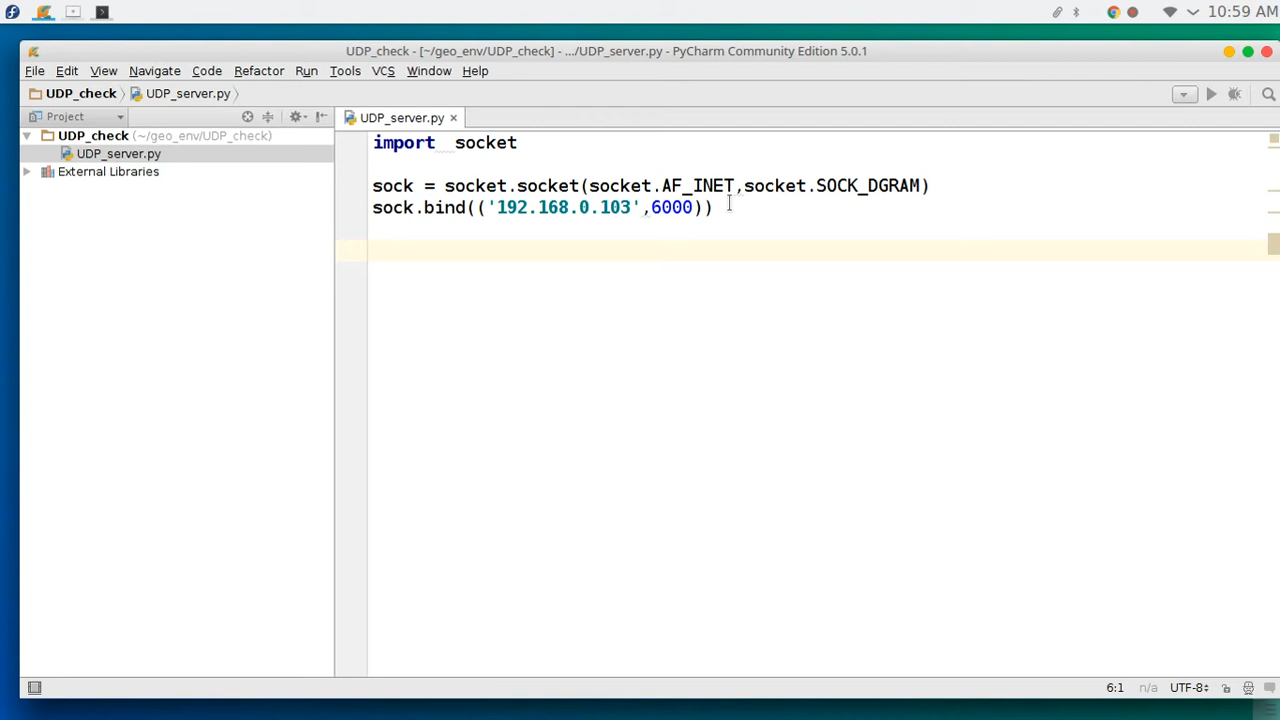 10:59 AM
UDP_check - [~/geo_env/UDP_check] - .../UDP_server.py - PyCharm Community Edition 5.0.1
File Edit View Navigate Code Refactor Run Tools VCS Window Help
UDP_check UDP_server.py
Project
UDP_server.py
UDP_check (~/geo_env/UDP_check)
UDP_server.py
External Libraries
import  socket
sock = socket.socket(socket.AF_INET,socket.SOCK_DGRAM)
sock.bind(('192.168.0.103',6000))
6:1 n/a UTF-8